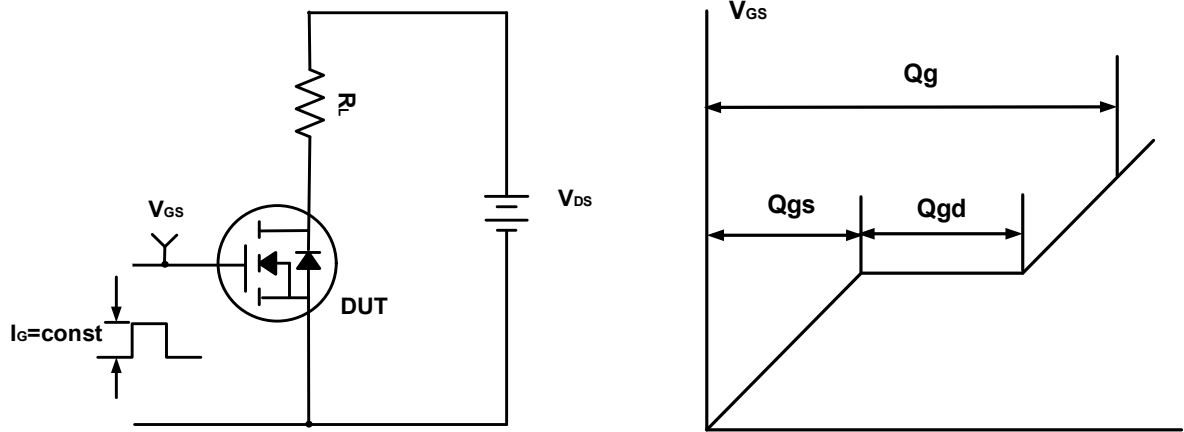 RL
VDS
VGS
DUT
IG=const
VGS
Qg
Qgs
Qgd